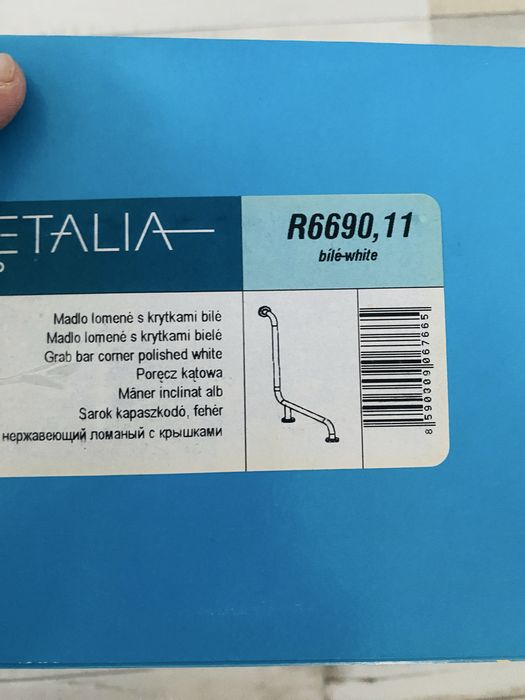 ETALIA
R6690,11
bílé-white
Madlo lomené s krytkami bílé
Madlo lomené s krytkami bielé
Grab bar corner polished white
Poręcz kątowa
Mâner inclinat alb
Sarok kapaszkodó, fehér
нержавеющий ломаный с крышками
8 590309 067665